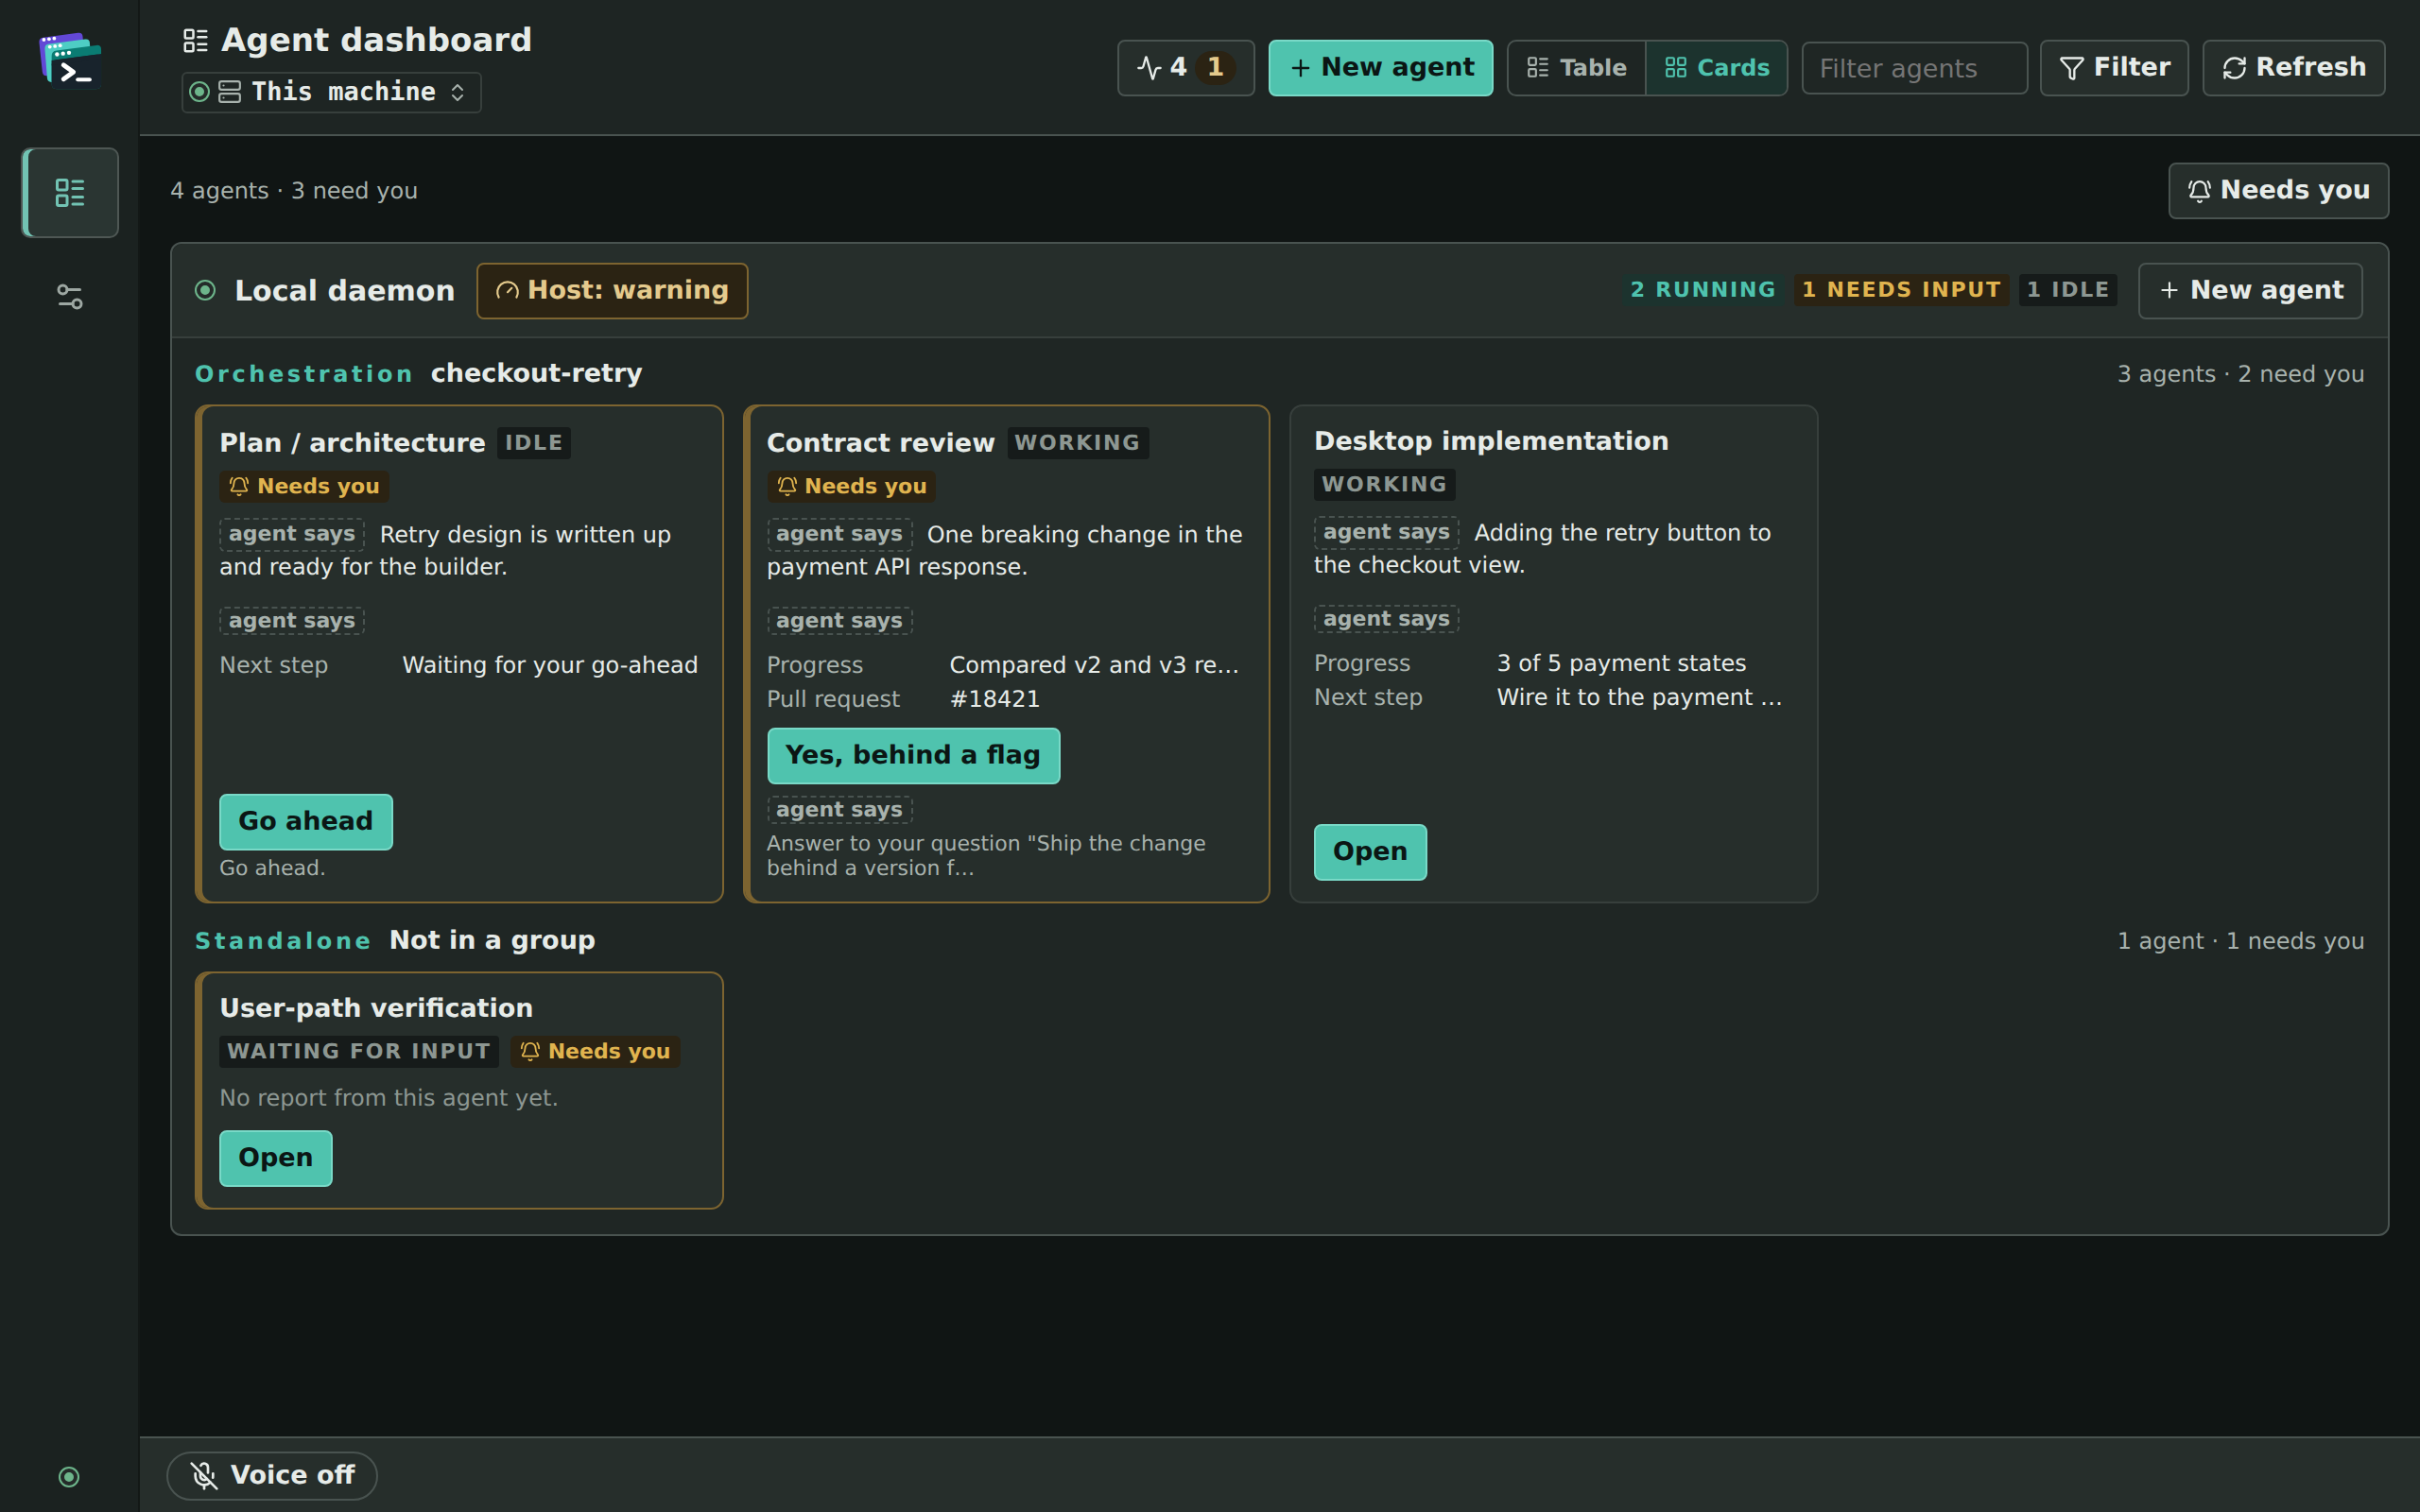 Agent dashboard
This machine
4 1
New agent
Table
Cards
Filter agents
Filter
Refresh
4 agents · 3 need you
Needs you
Local daemon
Host: warning
2 RUNNING
1 NEEDS INPUT
1 IDLE
New agent
Orchestration checkout-retry
3 agents · 2 need you
Plan / architecture IDLE
Needs you
agent says Retry design is written up
and ready for the builder.
agent says
Next step Waiting for your go-ahead
Go ahead
Go ahead.
Contract review WORKING
Needs you
agent says One breaking change in the
payment API response.
agent says
Progress Compared v2 and v3 re...
Pull request #18421
Yes, behind a flag
agent says
Answer to your question "Ship the change
behind a version f...
Desktop implementation
WORKING
agent says Adding the retry button to
the checkout view.
agent says
Progress 3 of 5 payment states
Next step Wire it to the payment ...
Open
Standalone Not in a group
1 agent · 1 needs you
User-path verification
WAITING FOR INPUT Needs you
No report from this agent yet.
Open
Voice off